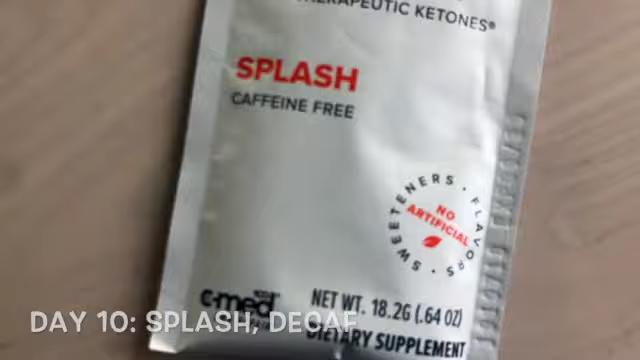 THERAPEUTIC KETONES®
SPLASH
CAFFEINE FREE
SWEETENERS · FLAVORS ·
NO
ARTIFICIAL
c-med
NET WT. 18.2G (.64 OZ)
DIETARY SUPPLEMENT
DAY 10: SPLASH, DECAF